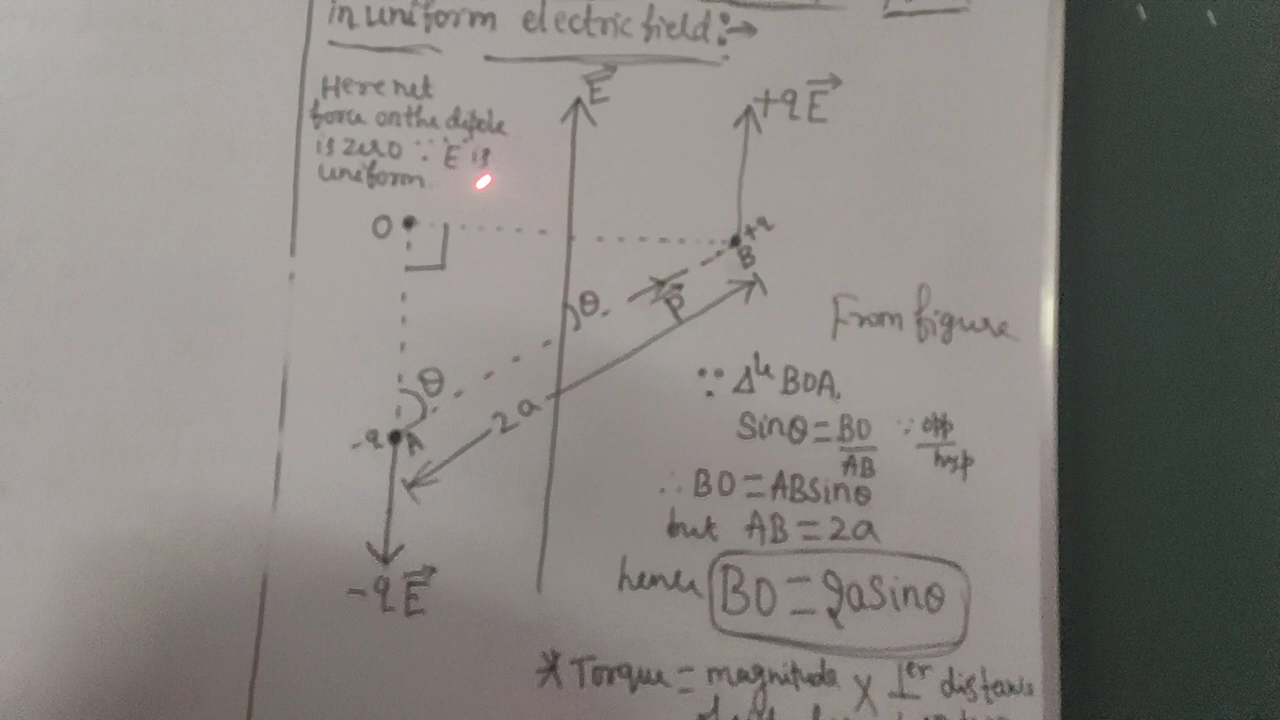 in uniform electric field:→
Here net
force on the dipole
is zero ∵ E is
uniform.
E⃗
+qE⃗
O
+q
B
θ
P⃗
θ
2a
-q
A
-qE⃗
From figure
∵ Δle BOA,
Sinθ = BO/AB ∵ opp/hyp
∴ BO = ABsinθ
but AB = 2a
hence BO = 2asinθ
* Torque = magnitude × ⊥er distance